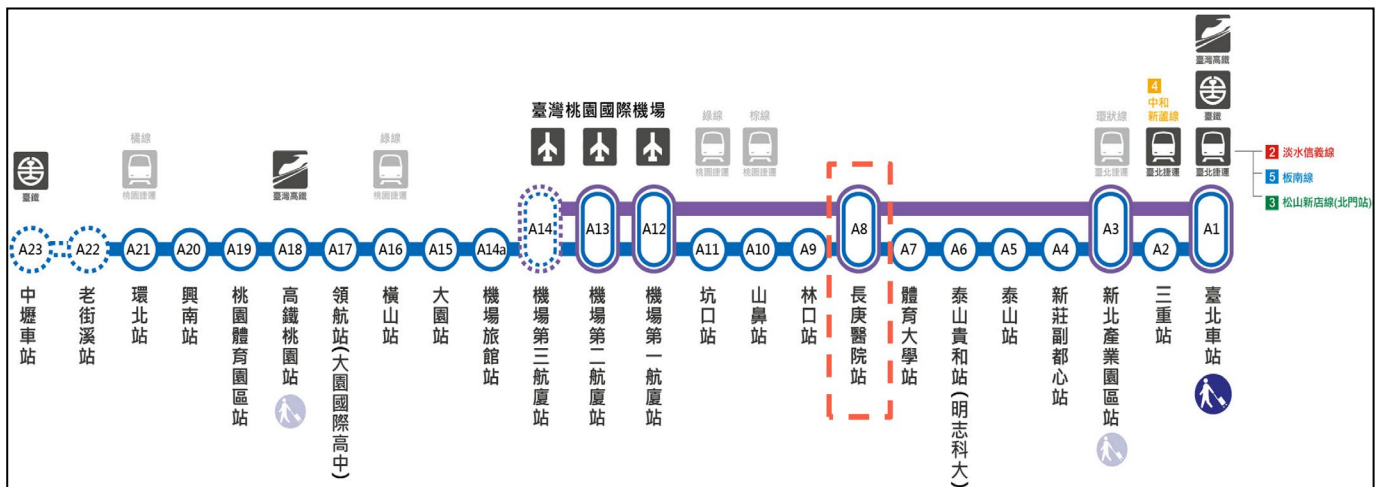 臺灣高鐵
臺鐵
4
中和
新蘆線
臺灣桃園國際機場
橘線
綠線
綠線
棕線
環狀線
臺鐵
桃園捷運
臺灣高鐵
桃園捷運
桃園捷運
桃園捷運
臺北捷運
臺北捷運
臺北捷運
2 淡水信義線
5 板南線
3 松山新店線(北門站)
A23
A22
A21
A20
A19
A18
A17
A16
A15
A14a
A14
A13
A12
A11
A10
A9
A8
A7
A6
A5
A4
A3
A2
A1
中壢車站
老街溪站
環北站
興南站
桃園體育園區站
高鐵桃園站
領航站(大園國際高中)
橫山站
大園站
機場旅館站
機場第三航廈站
機場第二航廈站
機場第一航廈站
坑口站
山鼻站
林口站
長庚醫院站
體育大學站
泰山貴和站(明志科大)
泰山站
新莊副都心站
新北產業園區站
三重站
臺北車站